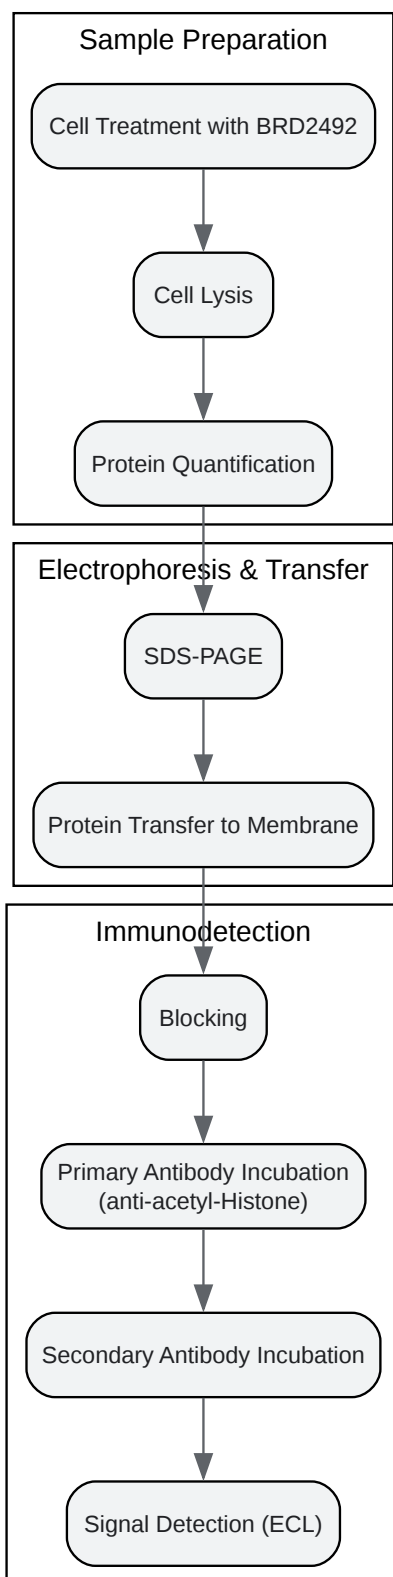 Sample Preparation
Cell Treatment with BRD2492
Cell Lysis
Protein Quantification
Electrophoresis & Transfer
SDS-PAGE
Protein Transfer to Membrane
Immunodetection
Blocking
Primary Antibody Incubation
(anti-acetyl-Histone)
Secondary Antibody Incubation
Signal Detection (ECL)